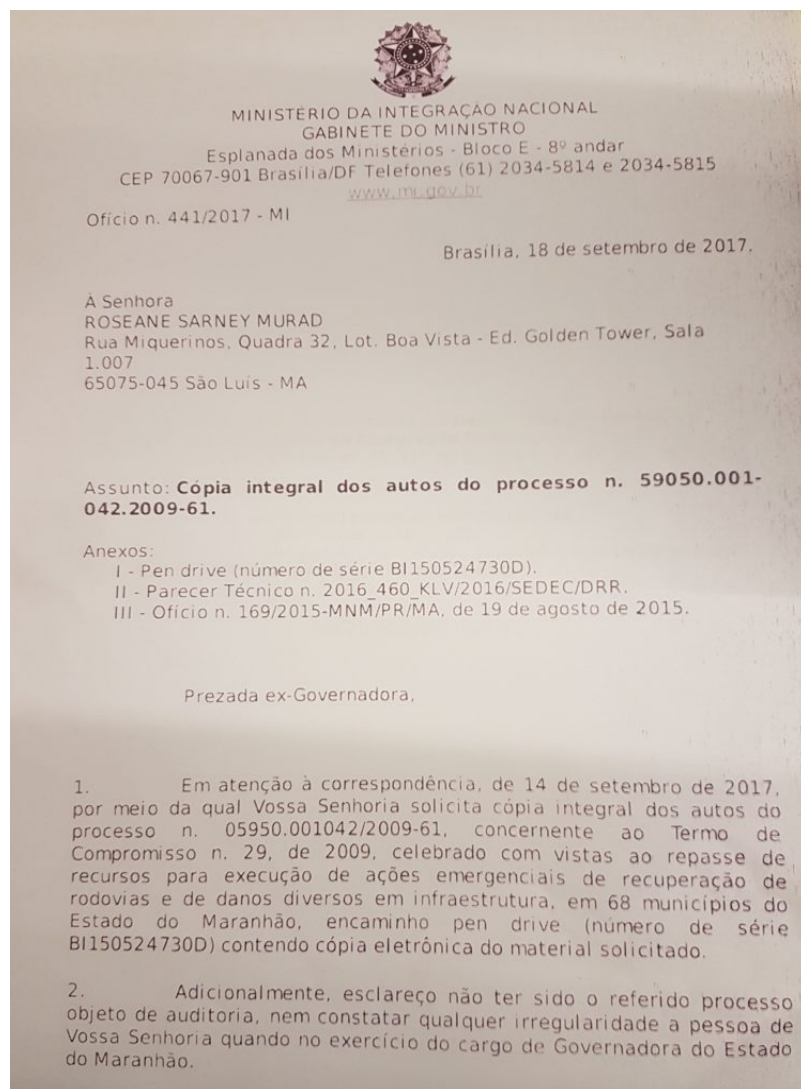 MINISTÉRIO DA INTEGRAÇÃO NACIONAL
GABINETE DO MINISTRO
Esplanada dos Ministérios - Bloco E - 8º andar
CEP 70067-901 Brasília/DF Telefones (61) 2034-5814 e 2034-5815
www.mi.gov.br
Ofício n. 441/2017 - MI
Brasília, 18 de setembro de 2017.
À Senhora
ROSEANE SARNEY MURAD
Rua Miquerinos, Quadra 32, Lot. Boa Vista - Ed. Golden Tower, Sala
1.007
65075-045 São Luís - MA
Assunto: Cópia integral dos autos do processo n. 59050.001-
042.2009-61.
Anexos:
I - Pen drive (número de série BI150524730D).
II - Parecer Técnico n. 2016_460_KLV/2016/SEDEC/DRR.
III - Ofício n. 169/2015-MNM/PR/MA, de 19 de agosto de 2015.
Prezada ex-Governadora,
1. Em atenção à correspondência, de 14 de setembro de 2017,
por meio da qual Vossa Senhoria solicita cópia integral dos autos do
processo n. 05950.001042/2009-61, concernente ao Termo de
Compromisso n. 29, de 2009, celebrado com vistas ao repasse de
recursos para execução de ações emergenciais de recuperação de
rodovias e de danos diversos em infraestrutura, em 68 municípios do
Estado do Maranhão, encaminho pen drive (número de série
BI150524730D) contendo cópia eletrônica do material solicitado.
2. Adicionalmente, esclareço não ter sido o referido processo
objeto de auditoria, nem constatar qualquer irregularidade a pessoa de
Vossa Senhoria quando no exercício do cargo de Governadora do Estado
do Maranhão.